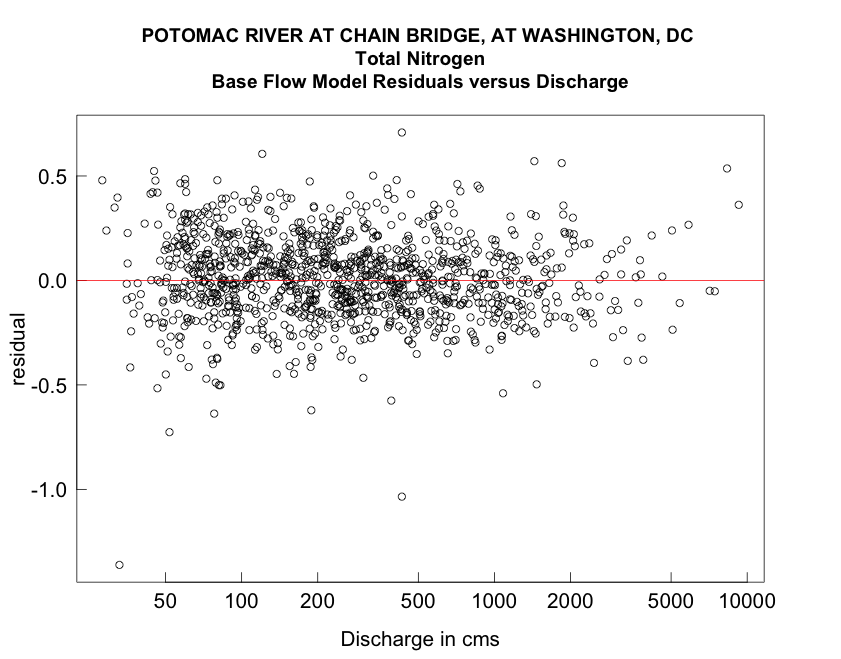 POTOMAC RIVER AT CHAIN BRIDGE, AT WASHINGTON, DC
Total Nitrogen
Base Flow Model Residuals versus Discharge
0.5
0.0
-0.5
-1.0
residual
50 100 200 500 1000 2000 5000 10000
Discharge in cms